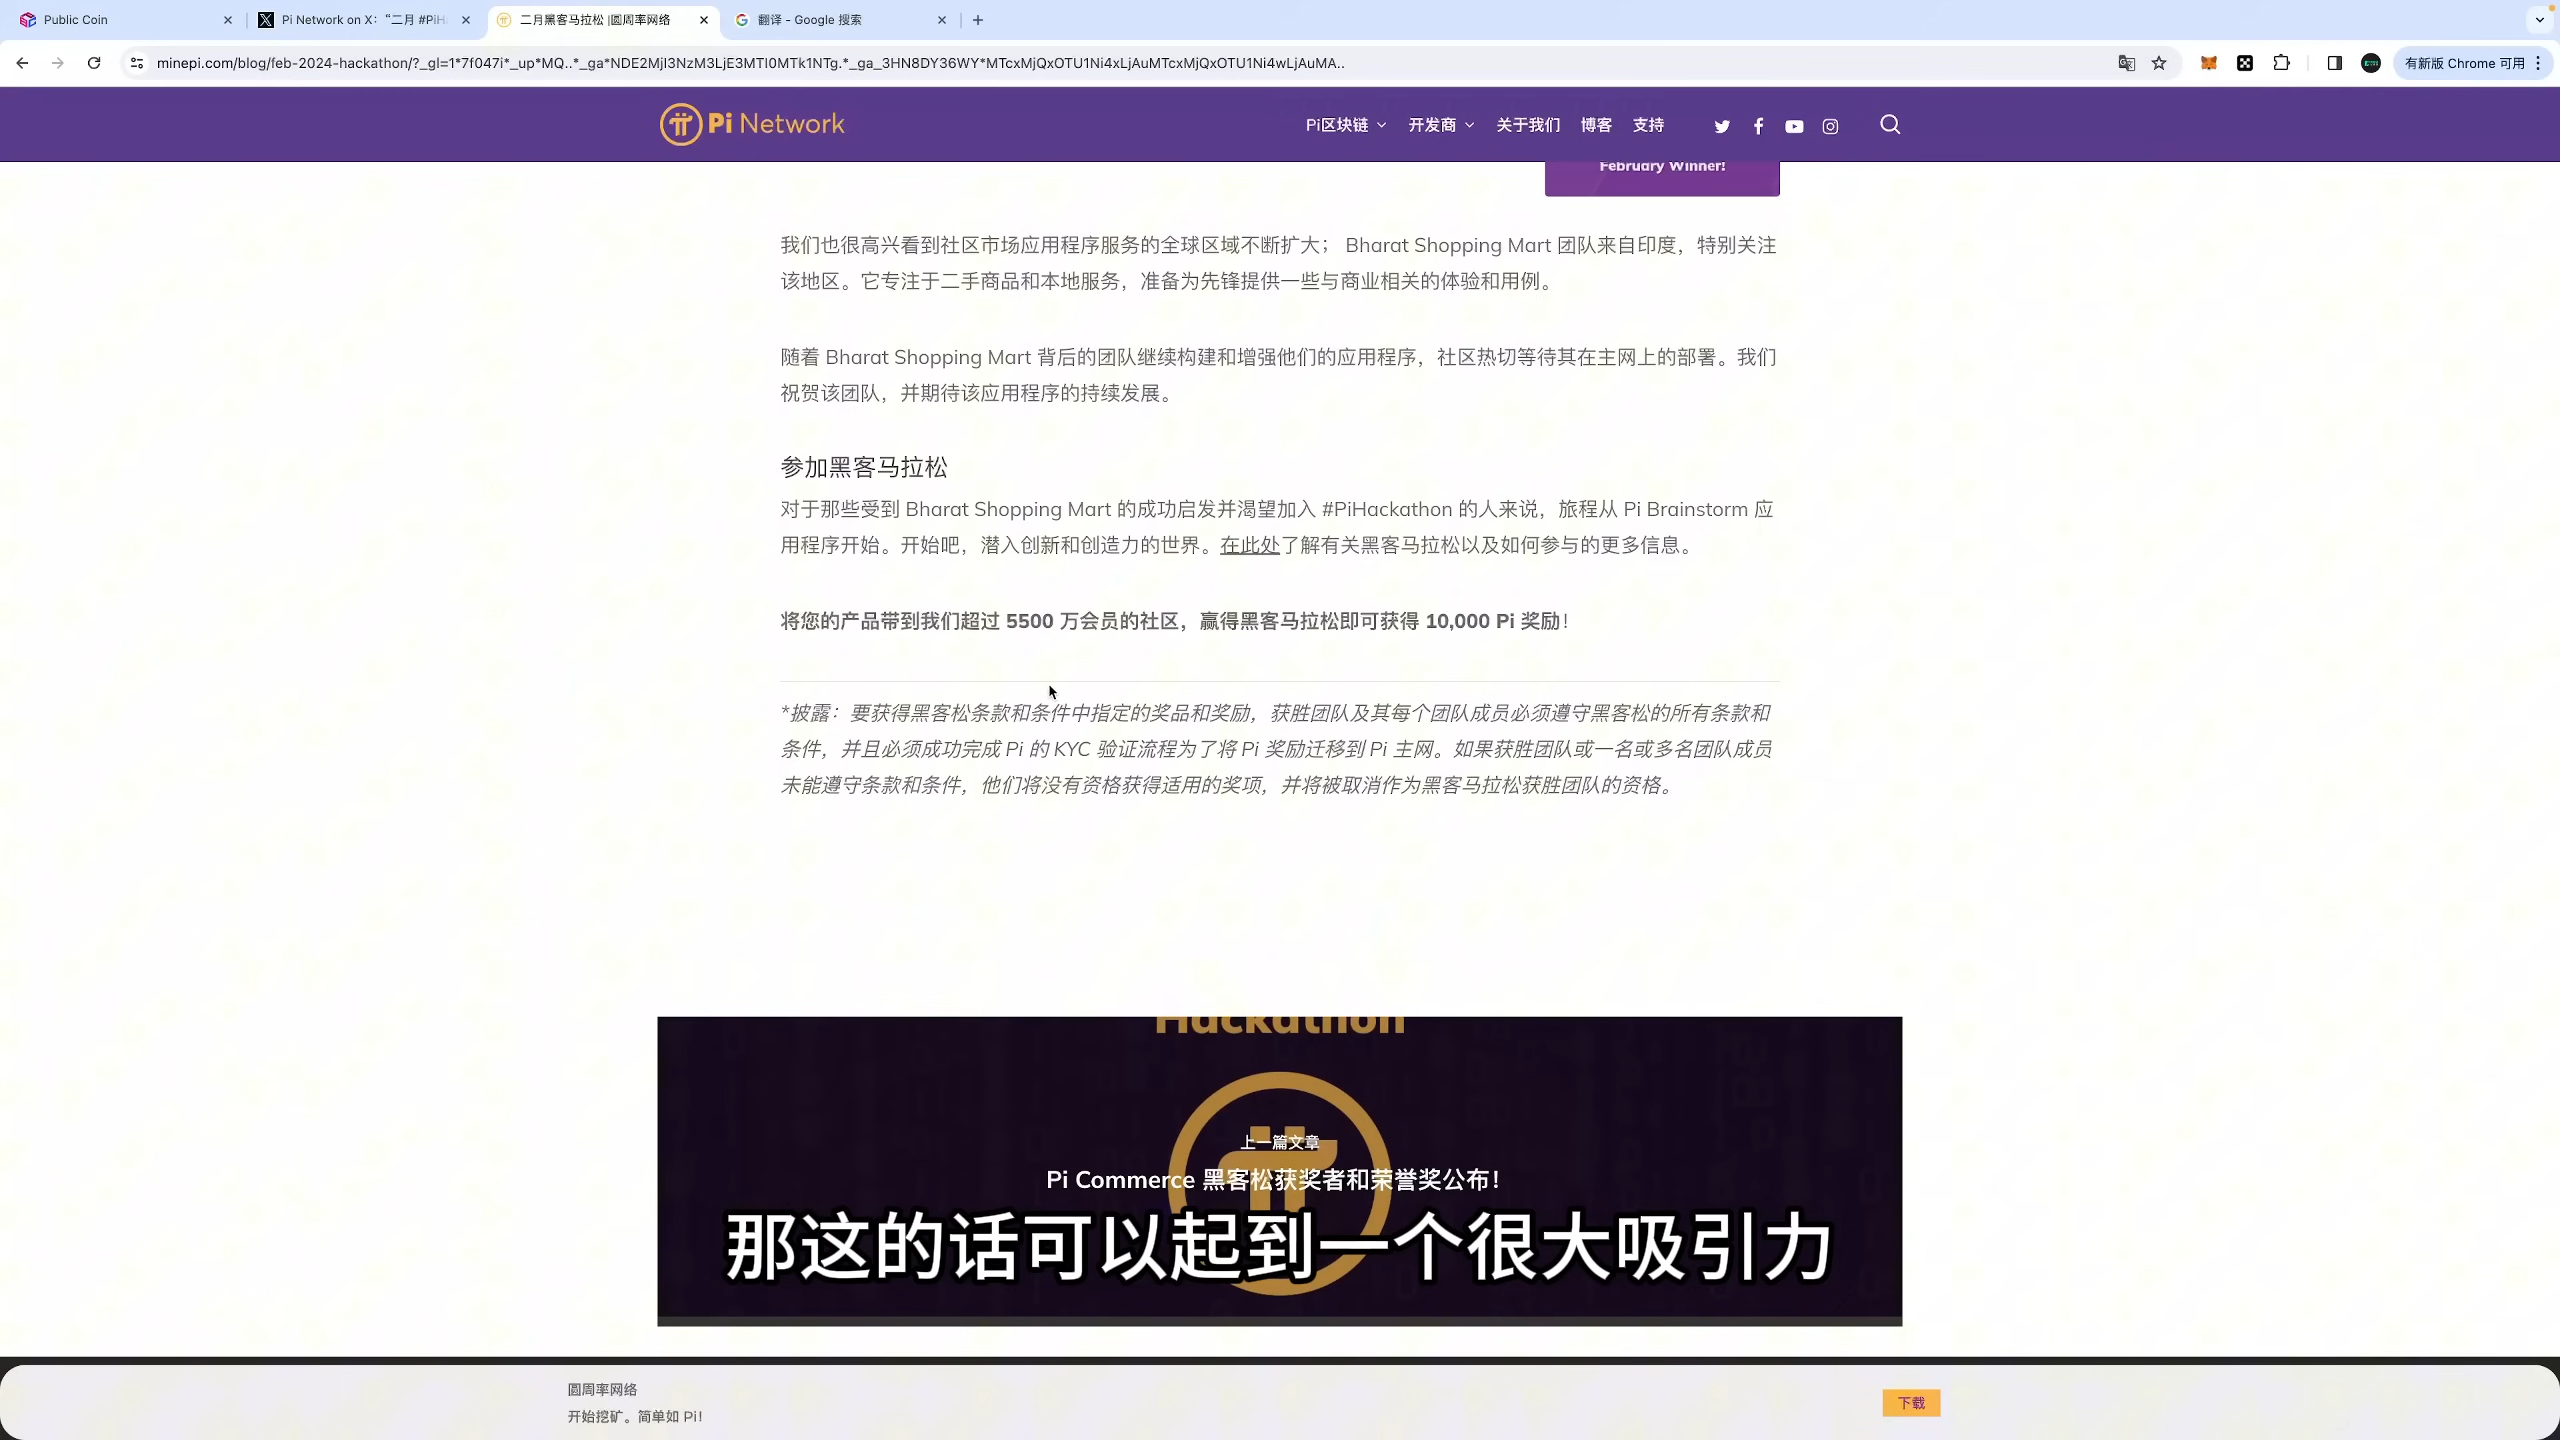 Public Coin
Pi Network on X:“二月 #PiH
二月黑客马拉松 |圆周率网络
翻译 - Google 搜索
minepi.com/blog/feb-2024-hackathon/?_gl=1*7f047i*_up*MQ..*_ga*NDE2MjI3NzM3LjE3MTI0MTk1NTg.*_ga_3HN8DY36WY*MTcxMjQxOTU1Ni4xLjAuMTcxMjQxOTU1Ni4wLjAuMA..
有新版 Chrome 可用
Pi Network
Pi区块链
开发商
关于我们
博客
支持
February Winner!
我们也很高兴看到社区市场应用程序服务的全球区域不断扩大； Bharat Shopping Mart 团队来自印度，特别关注
该地区。它专注于二手商品和本地服务，准备为先锋提供一些与商业相关的体验和用例。
随着 Bharat Shopping Mart 背后的团队继续构建和增强他们的应用程序，社区热切等待其在主网上的部署。我们
祝贺该团队，并期待该应用程序的持续发展。
参加黑客马拉松
对于那些受到 Bharat Shopping Mart 的成功启发并渴望加入 #PiHackathon 的人来说，旅程从 Pi Brainstorm 应
用程序开始。开始吧，潜入创新和创造力的世界。在此处了解有关黑客马拉松以及如何参与的更多信息。
将您的产品带到我们超过 5500 万会员的社区，赢得黑客马拉松即可获得 10,000 Pi 奖励！
*披露：要获得黑客松条款和条件中指定的奖品和奖励，获胜团队及其每个团队成员必须遵守黑客松的所有条款和
条件，并且必须成功完成 Pi 的 KYC 验证流程为了将 Pi 奖励迁移到 Pi 主网。如果获胜团队或一名或多名团队成员
未能遵守条款和条件，他们将没有资格获得适用的奖项，并将被取消作为黑客马拉松获胜团队的资格。
Hackathon
上一篇文章
Pi Commerce 黑客松获奖者和荣誉奖公布！
那这的话可以起到一个很大吸引力
圆周率网络
开始挖矿。简单如 Pi！
下载